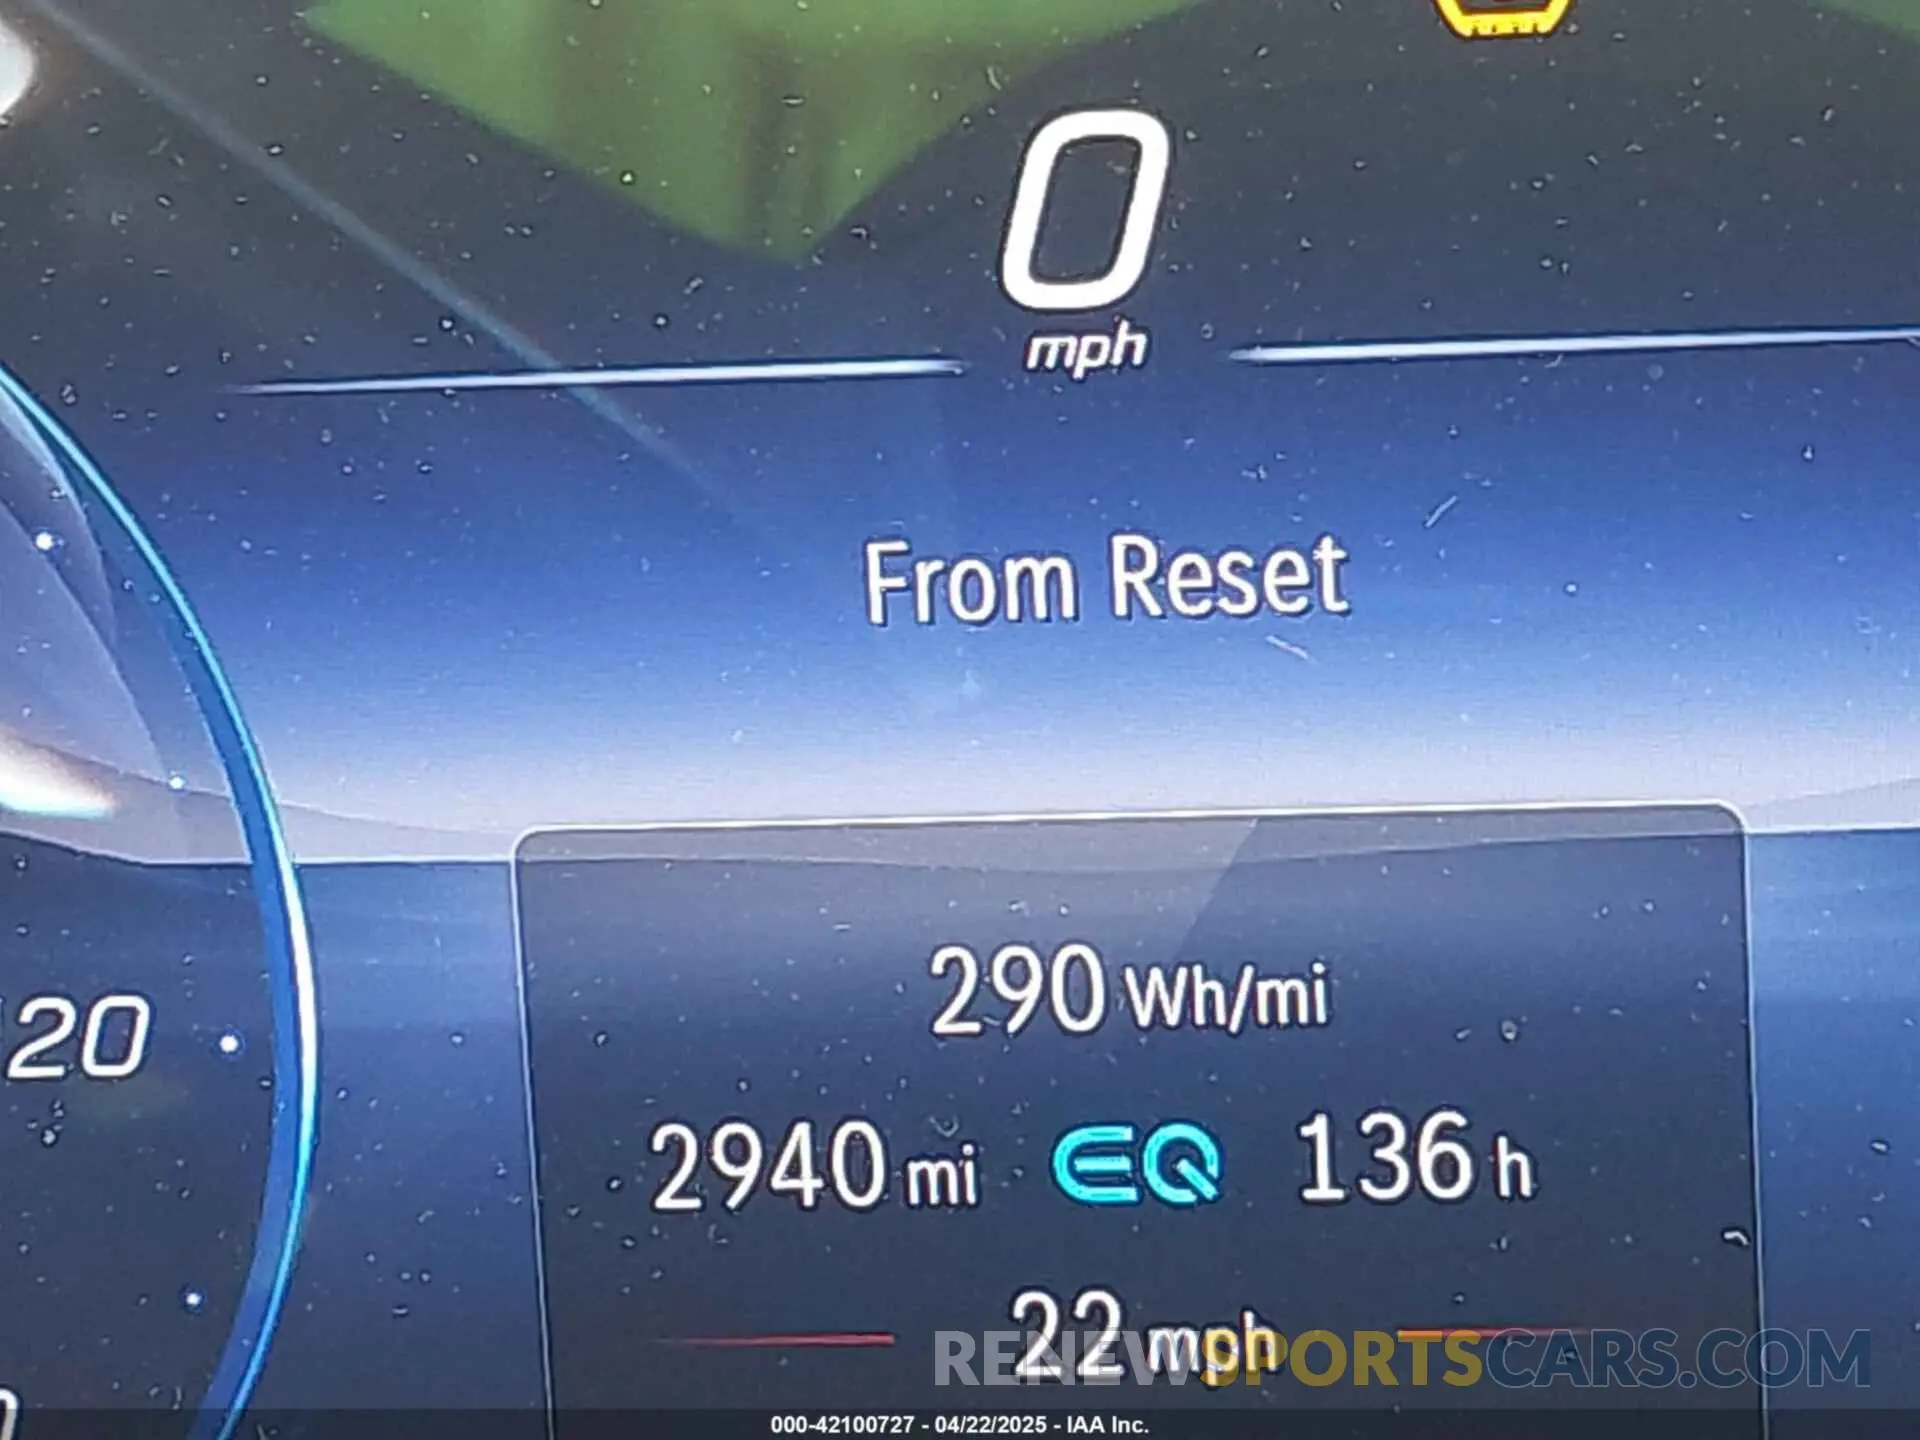 0
mph
From Reset
290 Wh/mi
20
2940 mi EQ 136 h
22 mph
RENEWSPORTSCARS.COM
000-42100727 - 04/22/2025 - IAA Inc.